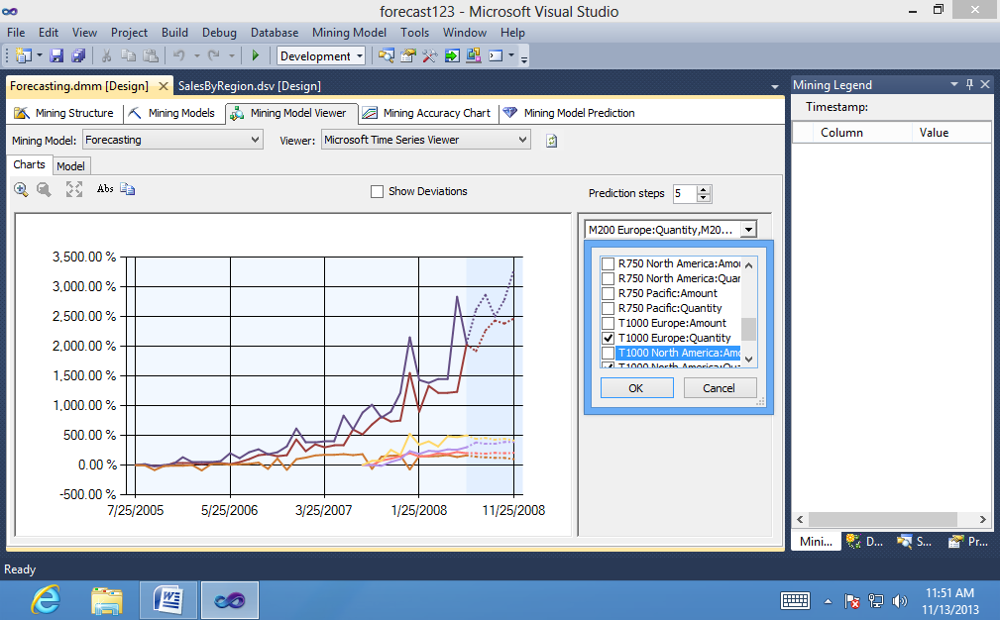 forecast123 - Microsoft Visual Studio
File Edit View Project Build Debug Database Mining Model Tools Window Help
Development
Forecasting.dmm [Design] SalesByRegion.dsv [Design]
Mining Legend
Mining Structure Mining Models Mining Model Viewer Mining Accuracy Chart Mining Model Prediction
Timestamp:
Mining Model: Forecasting Viewer: Microsoft Time Series Viewer
Column Value
Charts Model
Abs
Show Deviations
Prediction steps 5
M200 Europe:Quantity,M20...
R750 North America:Amou
R750 North America:Quar
R750 Pacific:Amount
R750 Pacific:Quantity
T1000 Europe:Amount
T1000 Europe:Quantity
T1000 North America:Amo
T1000 North America:Qua
OK Cancel
3,500.00 %
3,000.00 %
2,500.00 %
2,000.00 %
1,500.00 %
1,000.00 %
500.00 %
0.00 %
-500.00 %
7/25/2005 5/25/2006 3/25/2007 1/25/2008 11/25/2008
Mini... D... S... Pr...
Ready
11:51 AM
11/13/2013